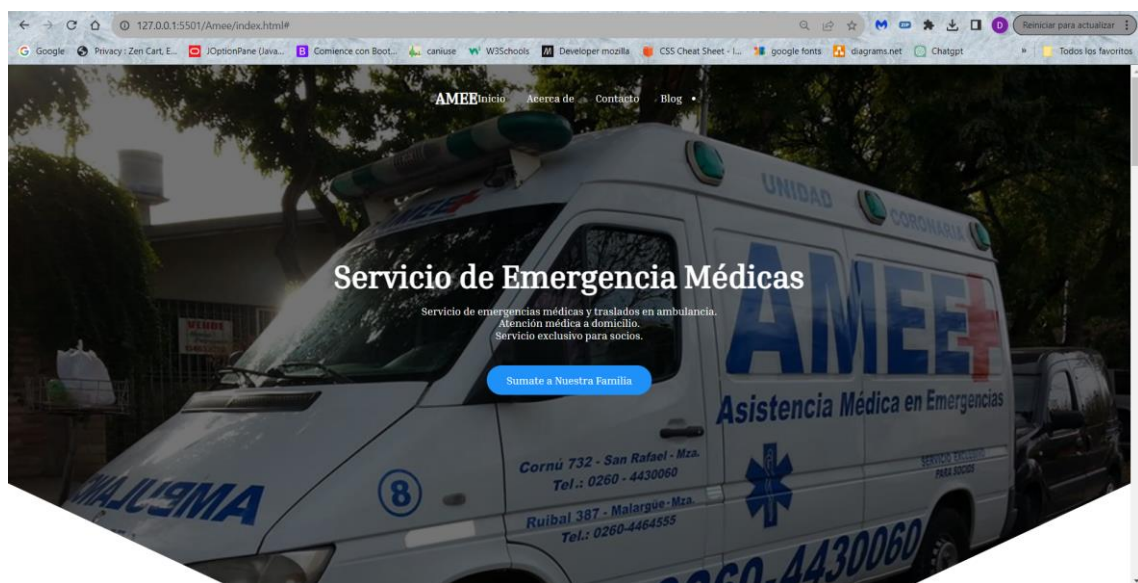 127.0.0.1:5501/Amee/index.html#
Reiniciar para actualizar
Google Privacy : Zen Cart, E... JOptionPane (Java... Comience con Boot... caniuse W3Schools Developer mozilla CSS Cheat Sheet - I... google fonts diagrams.net Chatgpt » Todos los favoritos
AMEE Inicio Acerca de Contacto Blog •
UNIDAD CORONARIA
AMEE
Servicio de Emergencia Médicas
AMEE
Servicio de emergencias médicas y traslados en ambulancia.
Atención médica a domicilio.
Servicio exclusivo para socios.
Sumate a Nuestra Familia
Asistencia Médica en Emergencias
SERVICIO EXCLUSIVO
PARA SOCIOS
Cornú 732 - San Rafael - Mza.
Tel.: 0260 - 4430060
AMBULANCIA
8
Ruibal 387 - Malargüe - Mza.
Tel.: 0260-4464555
0260-4430060